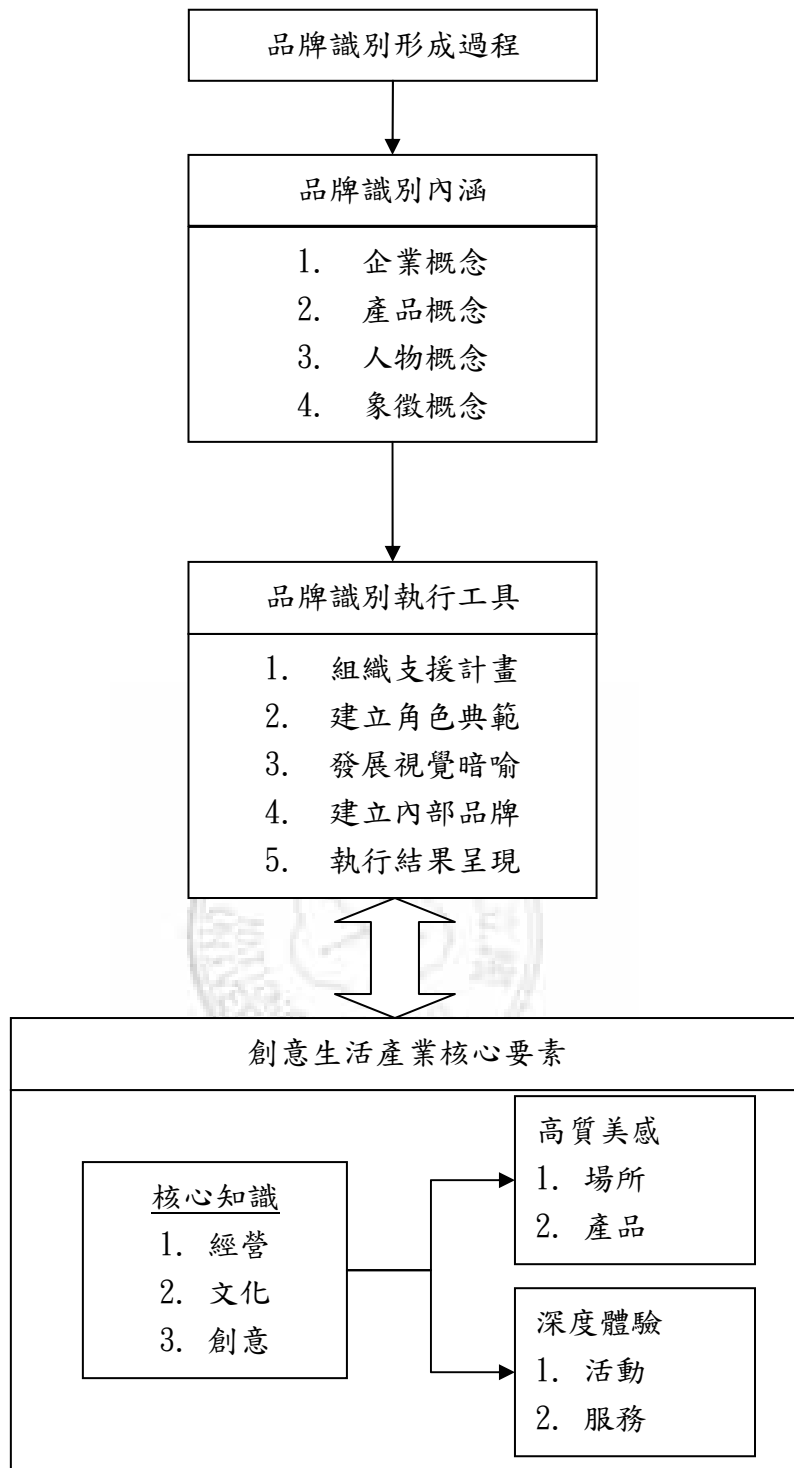 品牌識別形成過程
品牌識別內涵
1. 企業概念
2. 產品概念
3. 人物概念
4. 象徵概念
品牌識別執行工具
1. 組織支援計畫
2. 建立角色典範
3. 發展視覺暗喻
4. 建立內部品牌
5. 執行結果呈現
創意生活產業核心要素
核心知識
1. 經營
2. 文化
3. 創意
高質美感
1. 場所
2. 產品
深度體驗
1. 活動
2. 服務